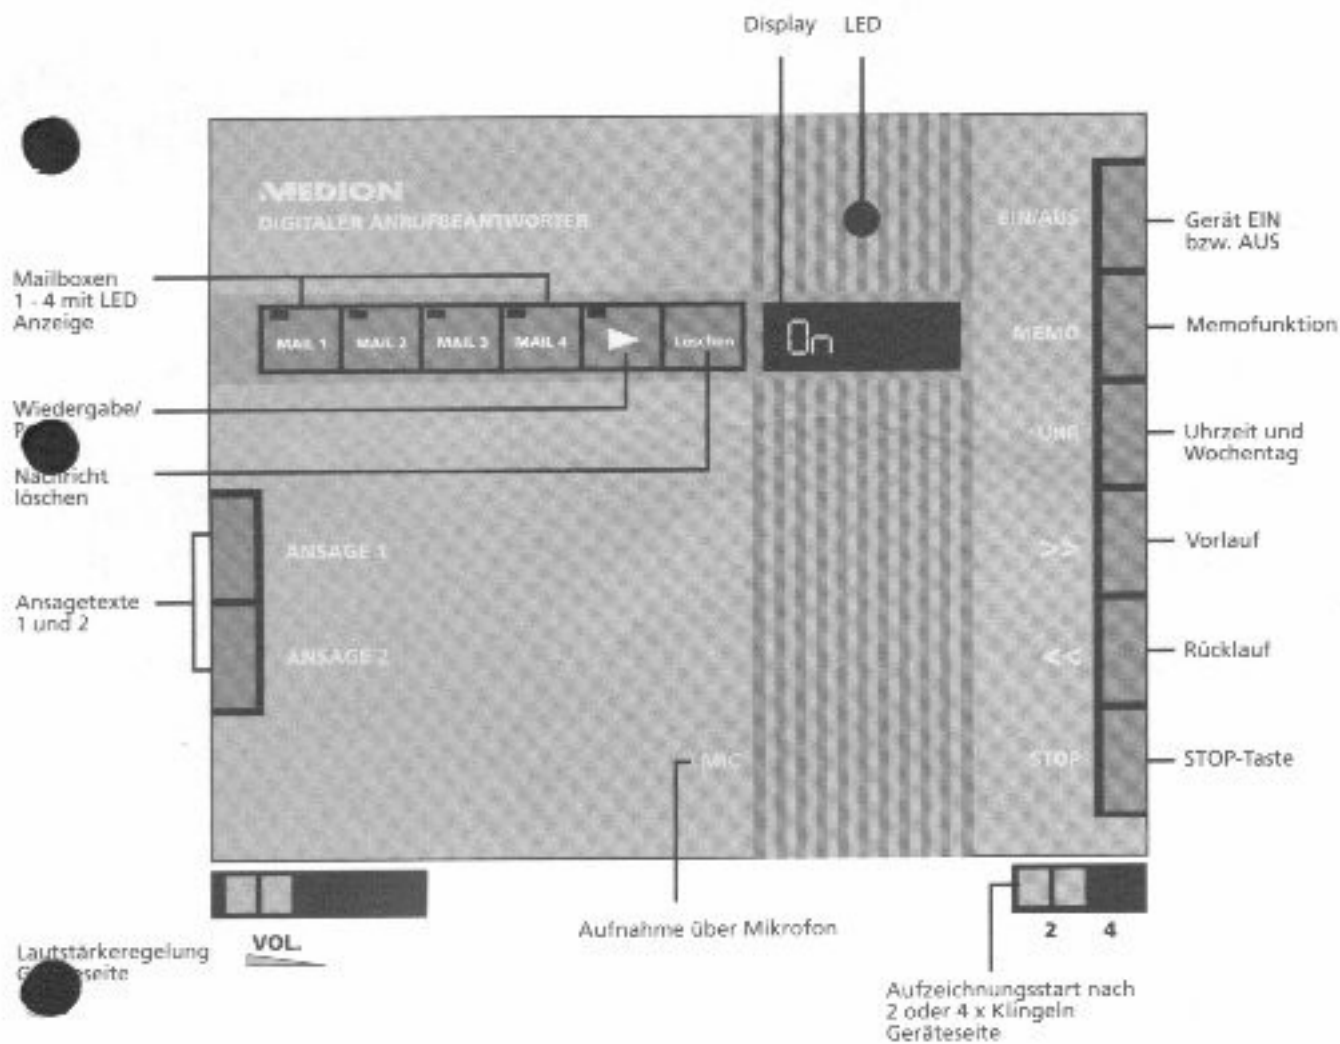 Display LED
MEDION
DIGITALER ANRUFBEANTWORTER
EIN/AUS
Gerät EIN
bzw. AUS
Mailboxen
1 - 4 mit LED
Anzeige
MAIL 1 MAIL 2 MAIL 3 MAIL 4 Löschen
On
MEMO
Memofunktion
Wiedergabe/
UHR
Uhrzeit und
Wochentag
Nachricht
löschen
ANSAGE 1
>>
Vorlauf
Ansagetexte
1 und 2
ANSAGE 2
<<
Rücklauf
MIC
STOP
STOP-Taste
Aufnahme über Mikrofon
2 4
Lautstärkeregelung
VOL.
Aufzeichnungsstart nach
2 oder 4 x Klingeln
Geräteseite